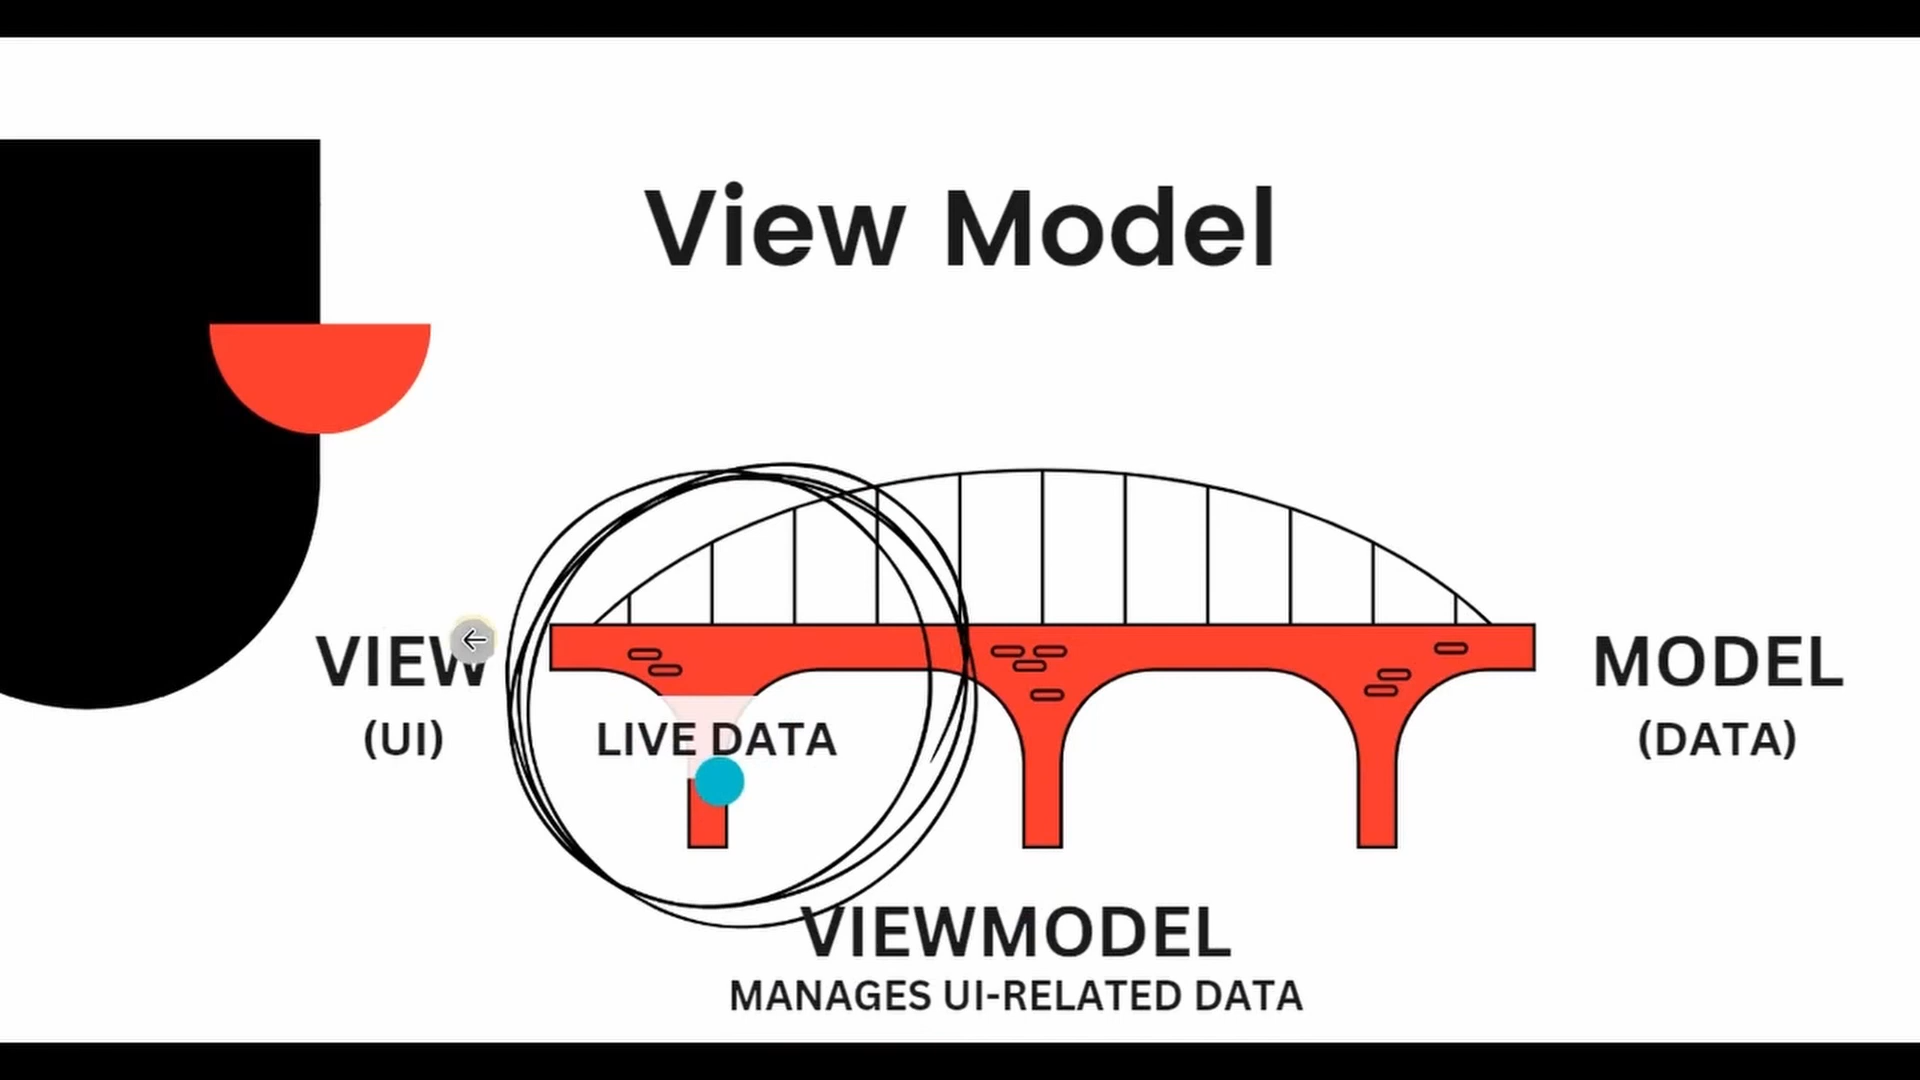 View Model
VIEW
(UI)
LIVE DATA
MODEL
(DATA)
VIEWMODEL
MANAGES UI-RELATED DATA